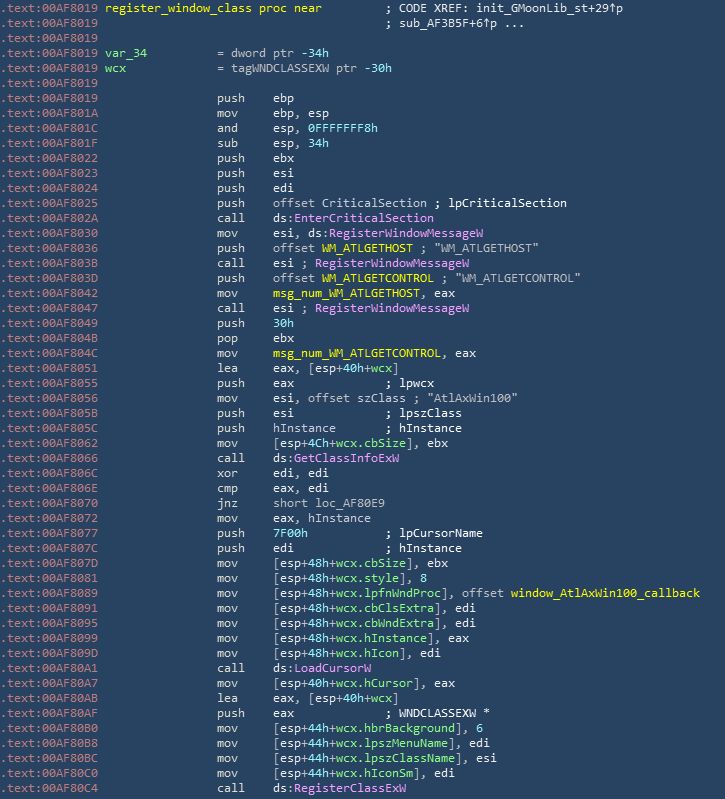 .text:00AF8019 register_window_class proc near ; CODE XREF: init_GMoonLib_st+29↑p
.text:00AF8019 ; sub_AF3B5F+6↑p ...
.text:00AF8019
.text:00AF8019 var_34 = dword ptr -34h
.text:00AF8019 wcx = tagWNDCLASSEXW ptr -30h
.text:00AF8019
.text:00AF8019 push ebp
.text:00AF801A mov ebp, esp
.text:00AF801C and esp, 0FFFFFFF8h
.text:00AF801F sub esp, 34h
.text:00AF8022 push ebx
.text:00AF8023 push esi
.text:00AF8024 push edi
.text:00AF8025 push offset CriticalSection ; lpCriticalSection
.text:00AF802A call ds:EnterCriticalSection
.text:00AF8030 mov esi, ds:RegisterWindowMessageW
.text:00AF8036 push offset WM_ATLGETHOST ; "WM_ATLGETHOST"
.text:00AF803B call esi ; RegisterWindowMessageW
.text:00AF803D push offset WM_ATLGETCONTROL ; "WM_ATLGETCONTROL"
.text:00AF8042 mov msg_num_WM_ATLGETHOST, eax
.text:00AF8047 call esi ; RegisterWindowMessageW
.text:00AF8049 push 30h
.text:00AF804B pop ebx
.text:00AF804C mov msg_num_WM_ATLGETCONTROL, eax
.text:00AF8051 lea eax, [esp+40h+wcx]
.text:00AF8055 push eax ; lpwcx
.text:00AF8056 mov esi, offset szClass ; "AtlAxWin100"
.text:00AF805B push esi ; lpszClass
.text:00AF805C push hInstance ; hInstance
.text:00AF8062 mov [esp+4Ch+wcx.cbSize], ebx
.text:00AF8066 call ds:GetClassInfoExW
.text:00AF806C xor edi, edi
.text:00AF806E cmp eax, edi
.text:00AF8070 jnz short loc_AF80E9
.text:00AF8072 mov eax, hInstance
.text:00AF8077 push 7F00h ; lpCursorName
.text:00AF807C push edi ; hInstance
.text:00AF807D mov [esp+48h+wcx.cbSize], ebx
.text:00AF8081 mov [esp+48h+wcx.style], 8
.text:00AF8089 mov [esp+48h+wcx.lpfnWndProc], offset window_AtlAxWin100_callback
.text:00AF8091 mov [esp+48h+wcx.cbClsExtra], edi
.text:00AF8095 mov [esp+48h+wcx.cbWndExtra], edi
.text:00AF8099 mov [esp+48h+wcx.hInstance], eax
.text:00AF809D mov [esp+48h+wcx.hIcon], edi
.text:00AF80A1 call ds:LoadCursorW
.text:00AF80A7 mov [esp+40h+wcx.hCursor], eax
.text:00AF80AB lea eax, [esp+40h+wcx]
.text:00AF80AF push eax ; WNDCLASSEXW *
.text:00AF80B0 mov [esp+44h+wcx.hbrBackground], 6
.text:00AF80B8 mov [esp+44h+wcx.lpszMenuName], edi
.text:00AF80BC mov [esp+44h+wcx.lpszClassName], esi
.text:00AF80C0 mov [esp+44h+wcx.hIconSm], edi
.text:00AF80C4 call ds:RegisterClassExW